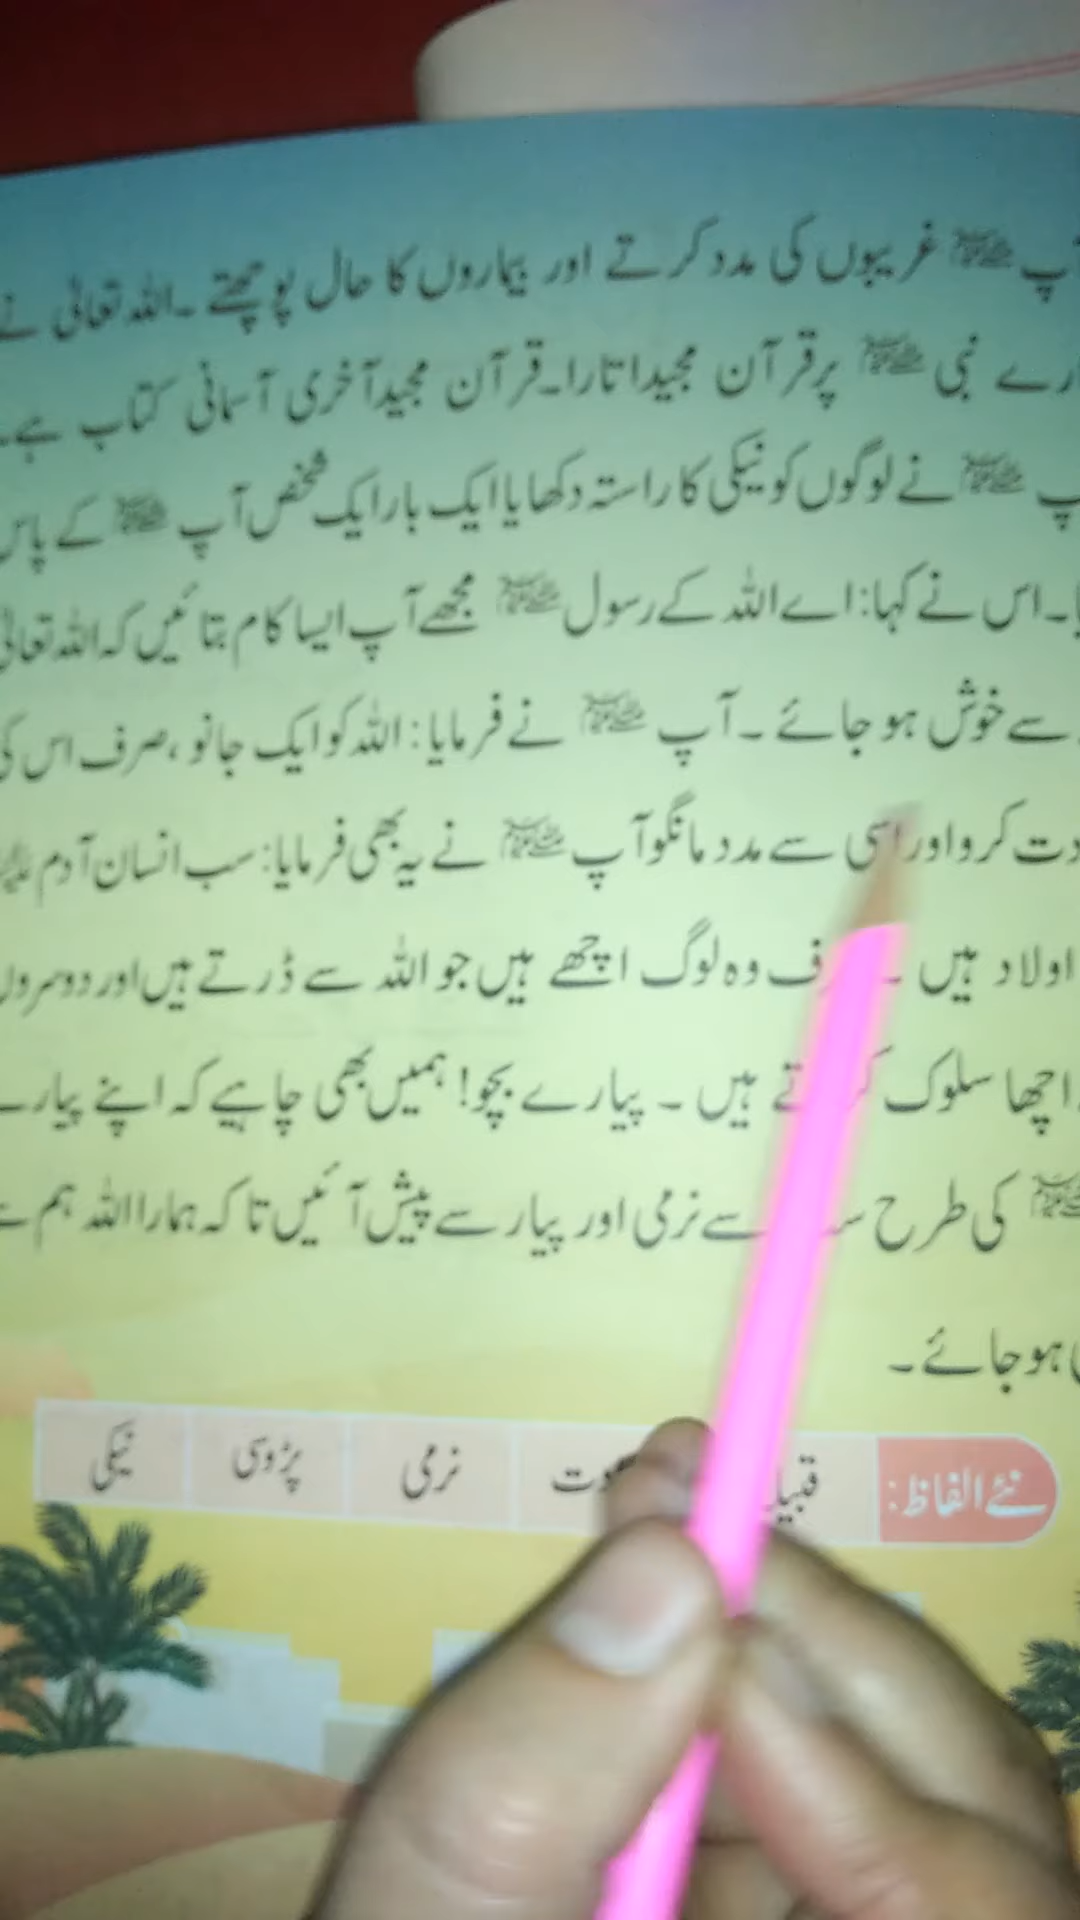 آپ ﷺ غریبوں کی مدد کرتے اور بیماروں کا حال پوچھتے ۔ اللہ تعالیٰ نے
نبی ﷺ پر قرآن مجید اتارا۔ قرآن مجید آخری آسمانی کتاب ہے۔
ﷺ نے لوگوں کو نیکی کا راستہ دکھایا ایک بار ایک شخص آپ ﷺ کے پاس
۔ اس نے کہا: اے اللہ کے رسول ﷺ مجھے آپ ایسا کام بتائیں کہ اللہ تعالیٰ
سے خوش ہو جائے ۔ آپ ﷺ نے فرمایا: اللہ کو ایک جانو ، صرف اس کی
کرو اور اسی سے مدد مانگو آپ ﷺ نے یہ بھی فرمایا: سب انسان آدم
اولاد ہیں ۔ وہ لوگ اچھے ہیں جو اللہ سے ڈرتے ہیں اور دوسروں
اچھا سلوک کرتے ہیں ۔ پیارے بچو! ہمیں بھی چاہیے کہ اپنے پیارے
ﷺ کی طرح سے نرمی اور پیار سے پیش آئیں تا کہ ہمارا اللہ ہم سے
ہو جائے ۔
نئے الفاظ: نرمی پڑوسی نیکی